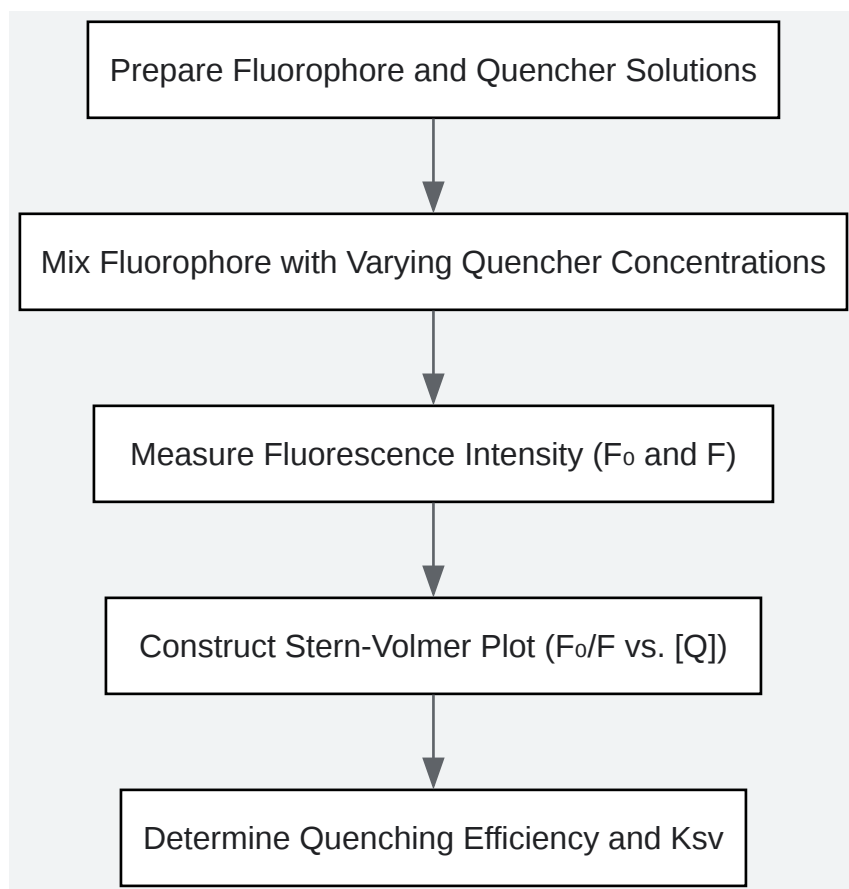 Prepare Fluorophore and Quencher Solutions
Mix Fluorophore with Varying Quencher Concentrations
Measure Fluorescence Intensity (F₀ and F)
Construct Stern-Volmer Plot (F₀/F vs. [Q])
Determine Quenching Efficiency and Ksv